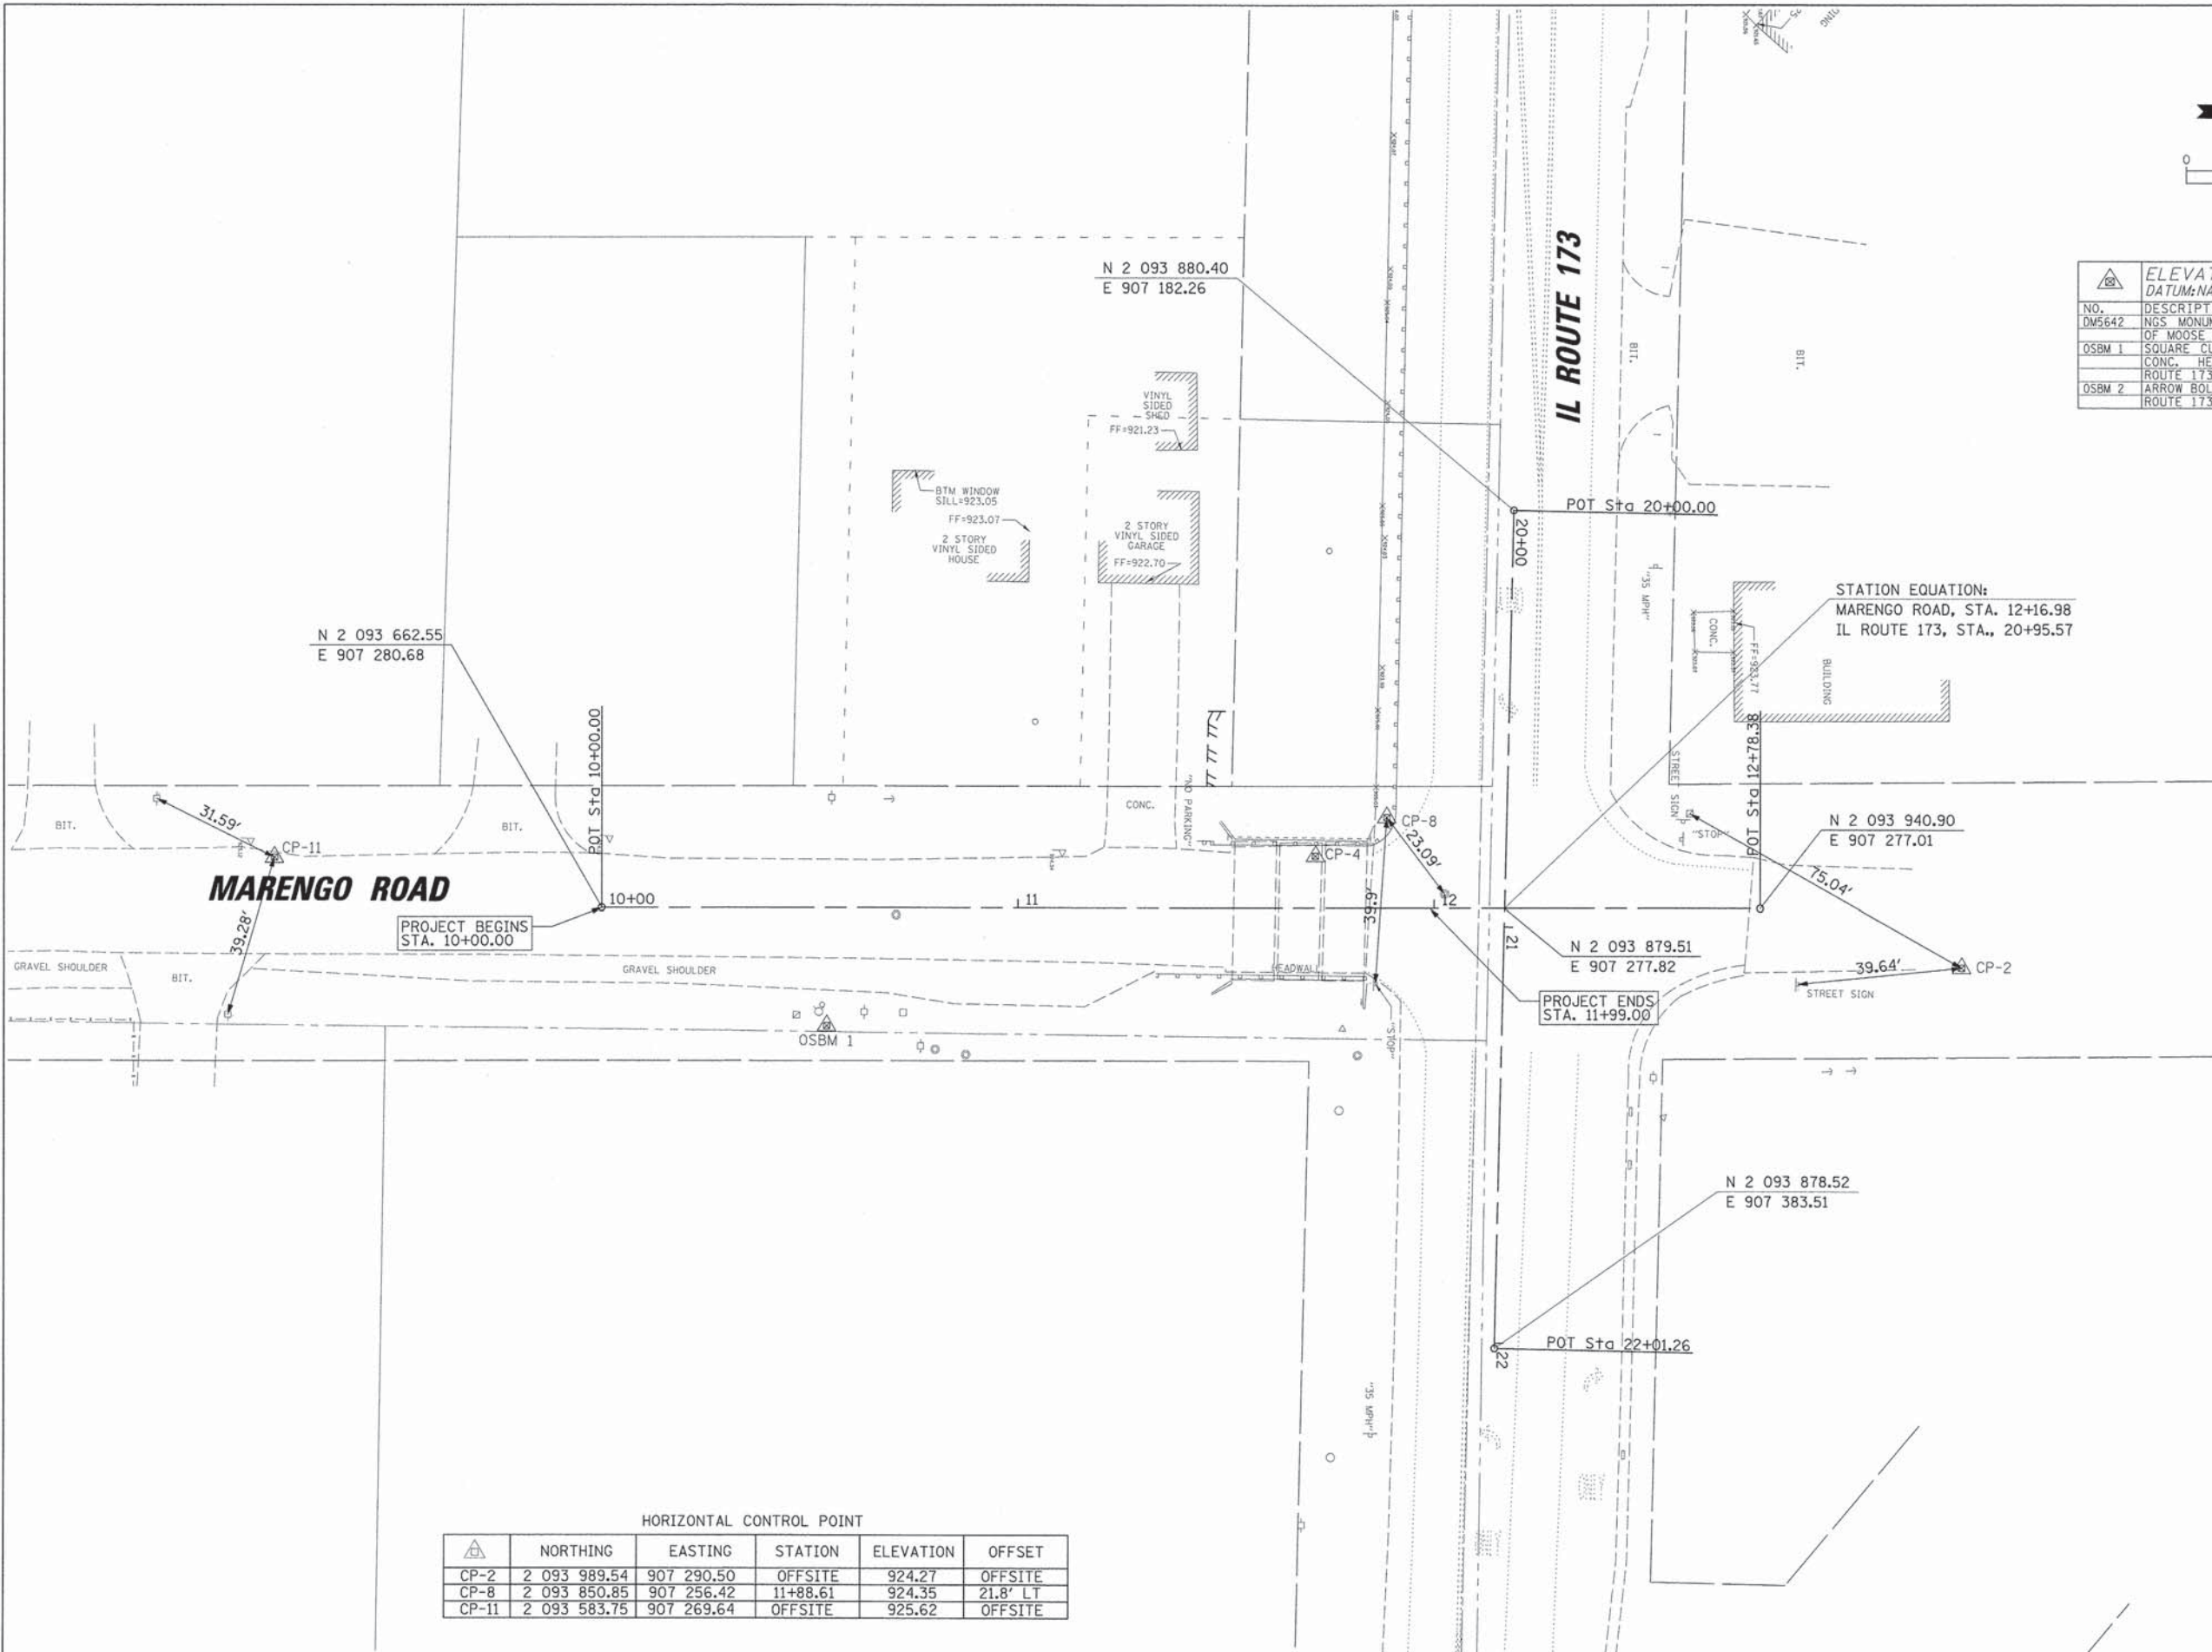 N 2 093 880.40
E 907 182.26
IL ROUTE 173
BIT.
BIT.
0
ELEVA
DATUM: NA
NO.
DESCRIPT
DM5642
NGS MONU
OF MOOSE
OSBM 1
SQUARE CU
CONC. HE
ROUTE 173
OSBM 2
ARROW BOL
ROUTE 173
VINYL
SIDED
SHED
FF=921.23
BTM WINDOW
SILL=923.05
FF=923.07
2 STORY
VINYL SIDED
HOUSE
2 STORY
VINYL SIDED
GARAGE
FF=922.70
POT Sta 20+00.00
20+00
"35 MPH"
CONC.
FF=923.77
BUILDING
STATION EQUATION:
MARENGO ROAD, STA. 12+16.98
IL ROUTE 173, STA., 20+95.57
N 2 093 662.55
E 907 280.68
POT Sta 10+00.00
POT Sta 12+78.38
STREET SIGN
"STOP"
N 2 093 940.90
E 907 277.01
BIT.
31.59'
CP-11
BIT.
CONC.
"NO PARKING"
CP-8
CP-4
23.09'
39.9'
75.04'
MARENGO ROAD
39.28'
10+00
11
12
21
PROJECT BEGINS
STA. 10+00.00
N 2 093 879.51
E 907 277.82
GRAVEL SHOULDER
BIT.
GRAVEL SHOULDER
HEADWALL
39.64'
CP-2
STREET SIGN
PROJECT ENDS
STA. 11+99.00
OSBM 1
"STOP"
N 2 093 878.52
E 907 383.51
POT Sta 22+01.26
22
"35 MPH"
HORIZONTAL CONTROL POINT
NORTHING EASTING STATION ELEVATION OFFSET
CP-2 2 093 989.54 907 290.50 OFFSITE 924.27 OFFSITE
CP-8 2 093 850.85 907 256.42 11+88.61 924.35 21.8' LT
CP-11 2 093 583.75 907 269.64 OFFSITE 925.62 OFFSITE